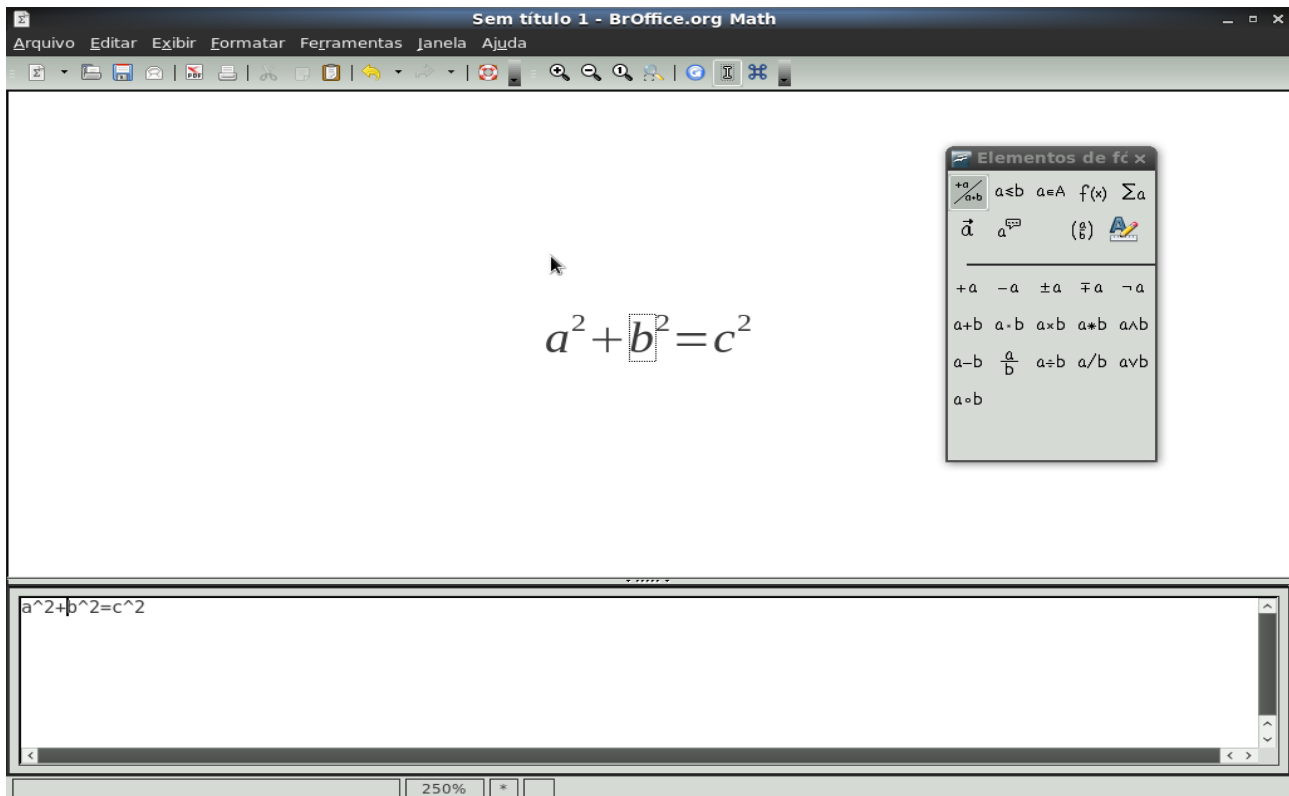 Sem título 1 - BrOffice.org Math
Arquivo Editar Exibir Formatar Ferramentas Janela Ajuda
a² + b² = c²
Elementos de fó
+a/a+b a≤b a∈A f(x) Σa
a⃗ a (a/b)
+a −a ±a ∓a ¬a
a+b a·b a×b a∗b a∧b
a−b a/b a÷b a/b a∨b
a∘b
a^2+b^2=c^2
250% *